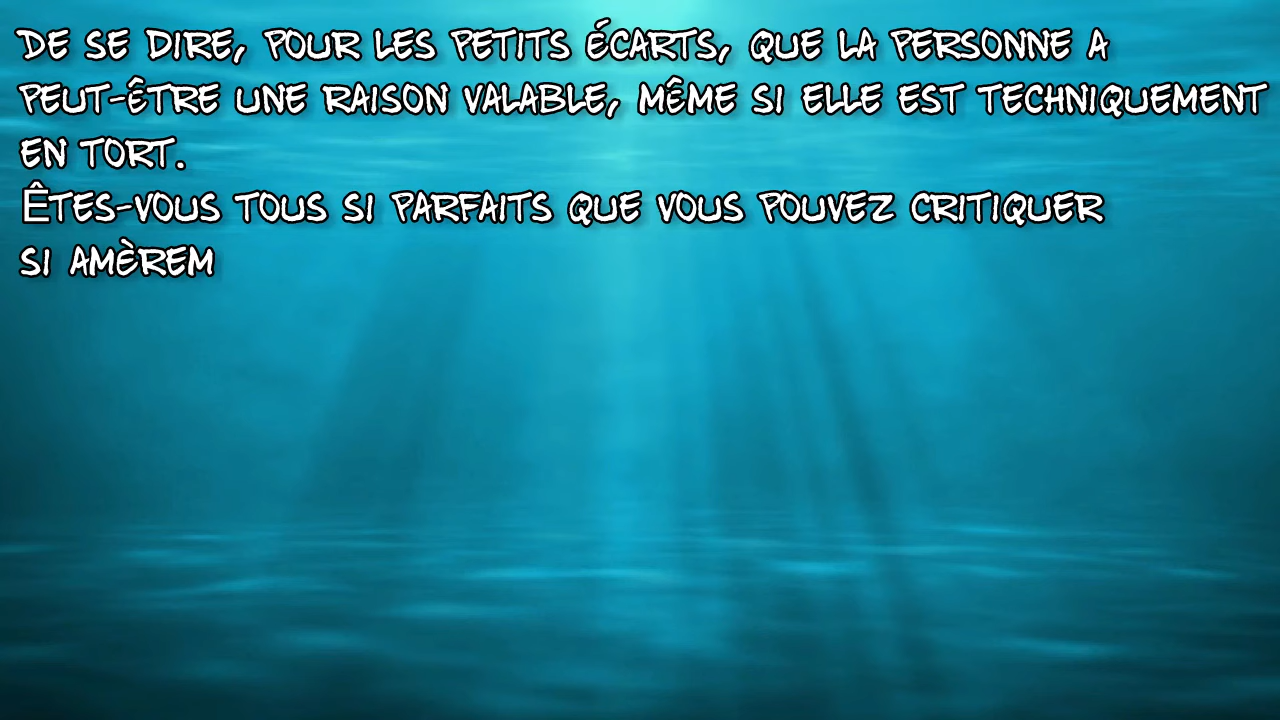 DE SE DIRE, POUR LES PETITS ÉCARTS, QUE LA PERSONNE A
PEUT-ÊTRE UNE RAISON VALABLE, MÊME SI ELLE EST TECHNIQUEMENT
EN TORT.
ÊTES-VOUS TOUS SI PARFAITS QUE VOUS POUVEZ CRITIQUER
SI AMÈREM